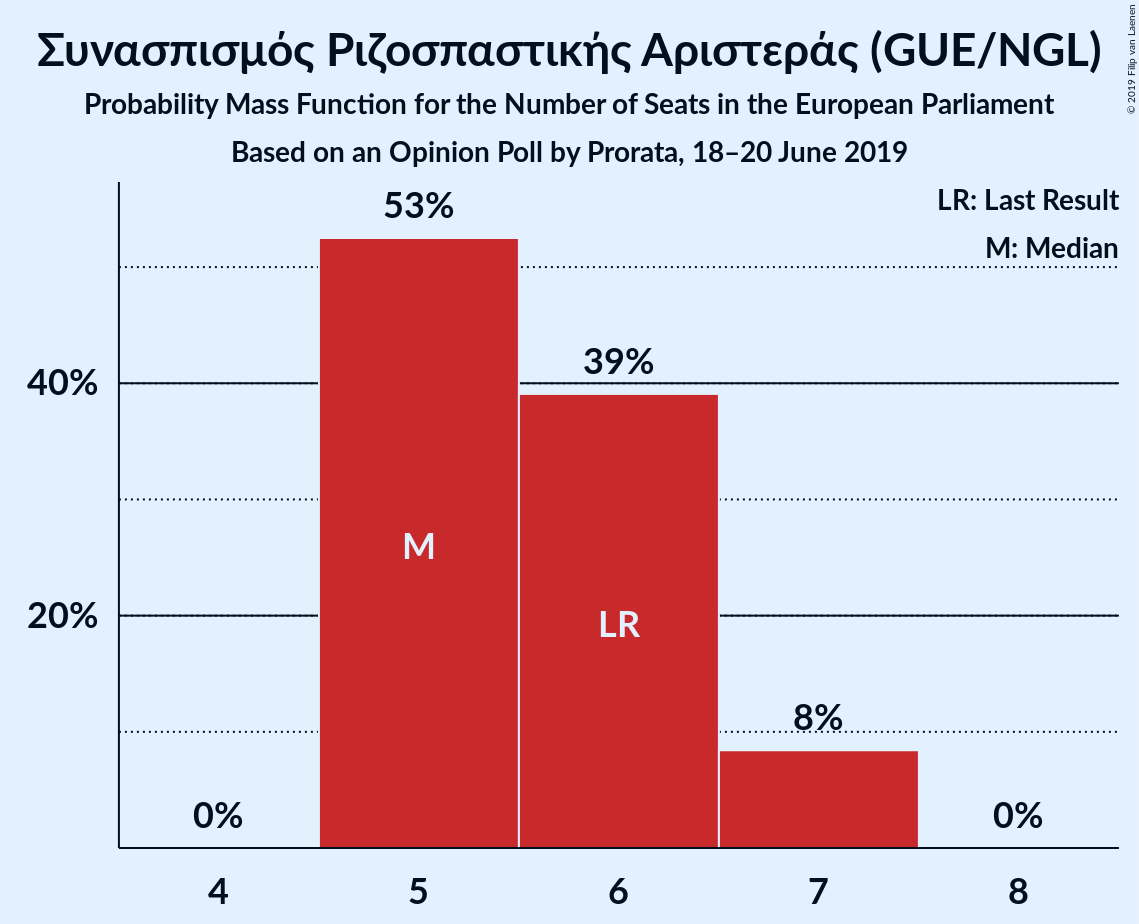 Συνασπισμός Ριζοσπαστικής Αριστεράς (GUE/NGL)
Probability Mass Function for the Number of Seats in the European Parliament
Based on an Opinion Poll by Prorata, 18–20 June 2019
© 2019 Filip van Laenen
LR: Last Result
M: Median
53%
39%
40%
M
20%
LR
8%
0%
0%
4
5
6
7
8